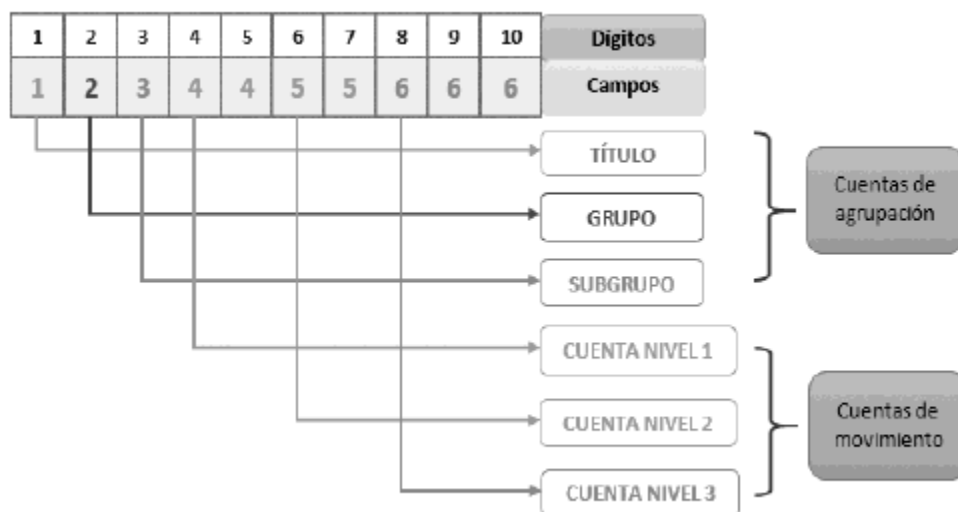 1 2 3 4 5 6 7 8 9 10 Dígitos
1 2 3 4 4 5 5 6 6 6 Campos
TÍTULO
GRUPO
SUBGRUPO
Cuentas de
agrupación
CUENTA NIVEL 1
CUENTA NIVEL 2
CUENTA NIVEL 3
Cuentas de
movimiento